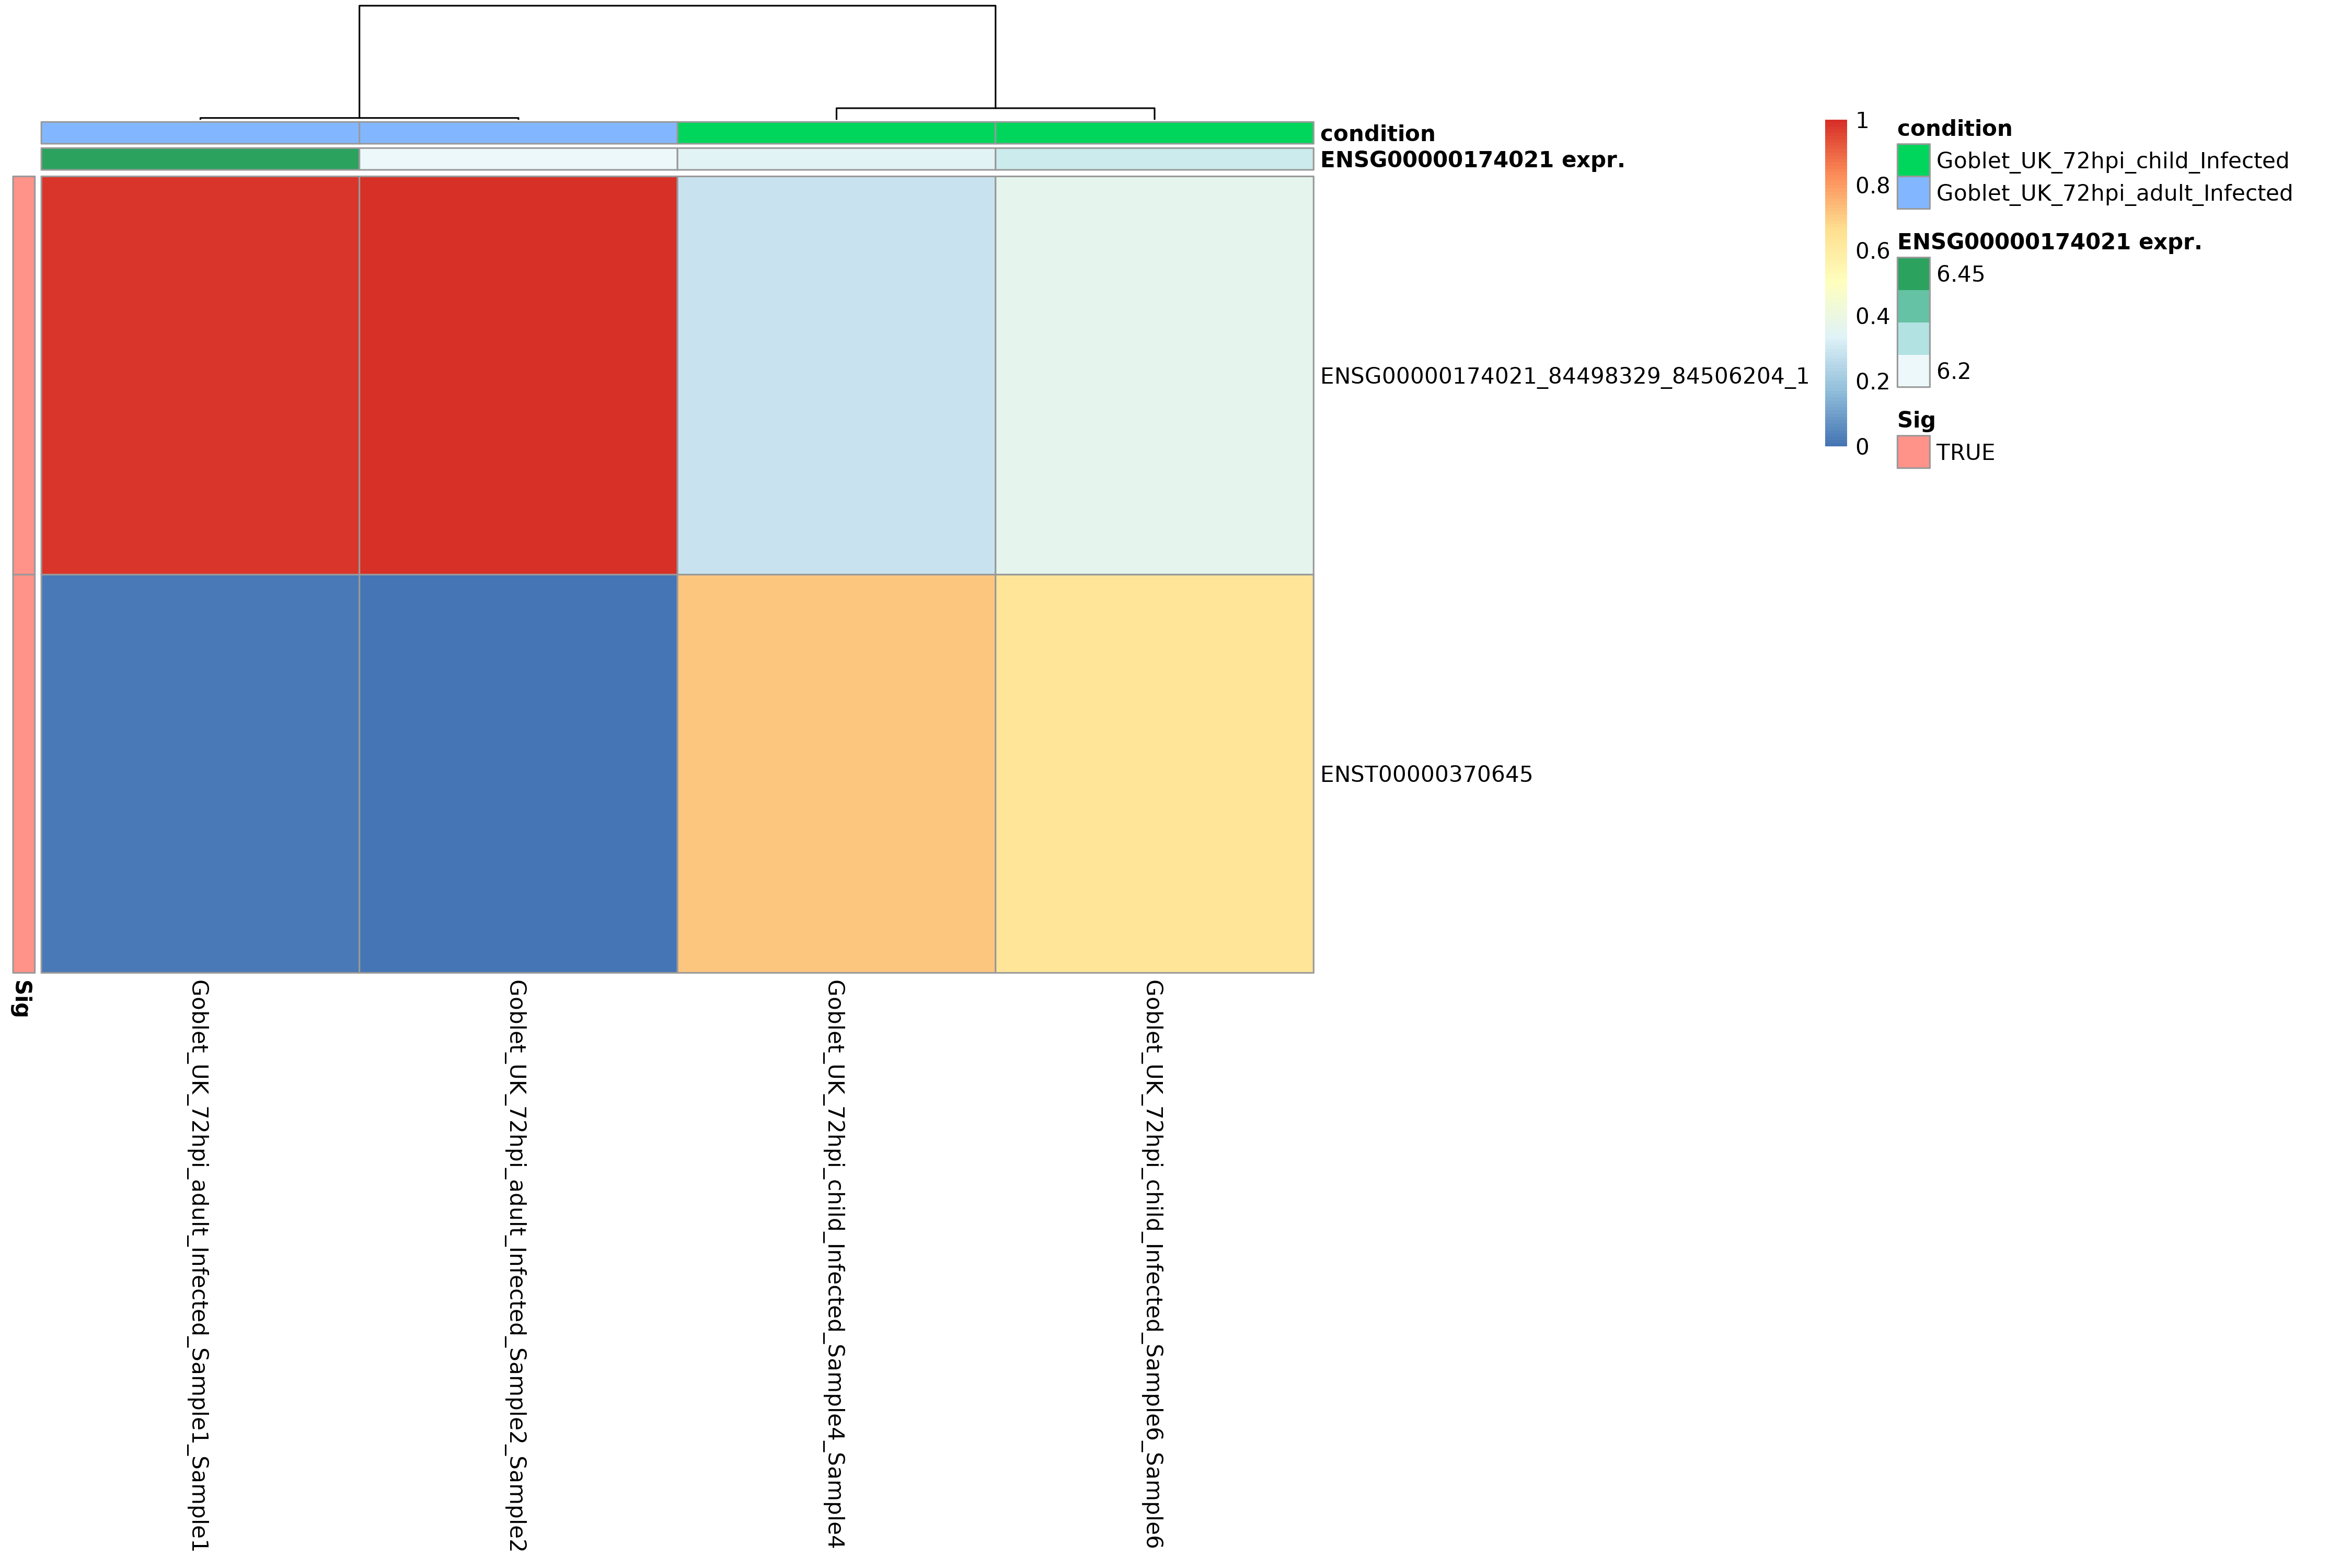 condition
ENSG00000174021 expr.
ENSG00000174021_84498329_84506204_1
ENST00000370645
Sig
Goblet_UK_72hpi_adult_Infected_Sample1_Sample1
Goblet_UK_72hpi_adult_Infected_Sample2_Sample2
Goblet_UK_72hpi_child_Infected_Sample4_Sample4
Goblet_UK_72hpi_child_Infected_Sample6_Sample6
1
0.8
0.6
0.4
0.2
0
condition
Goblet_UK_72hpi_child_Infected
Goblet_UK_72hpi_adult_Infected
ENSG00000174021 expr.
6.45
6.2
Sig
TRUE